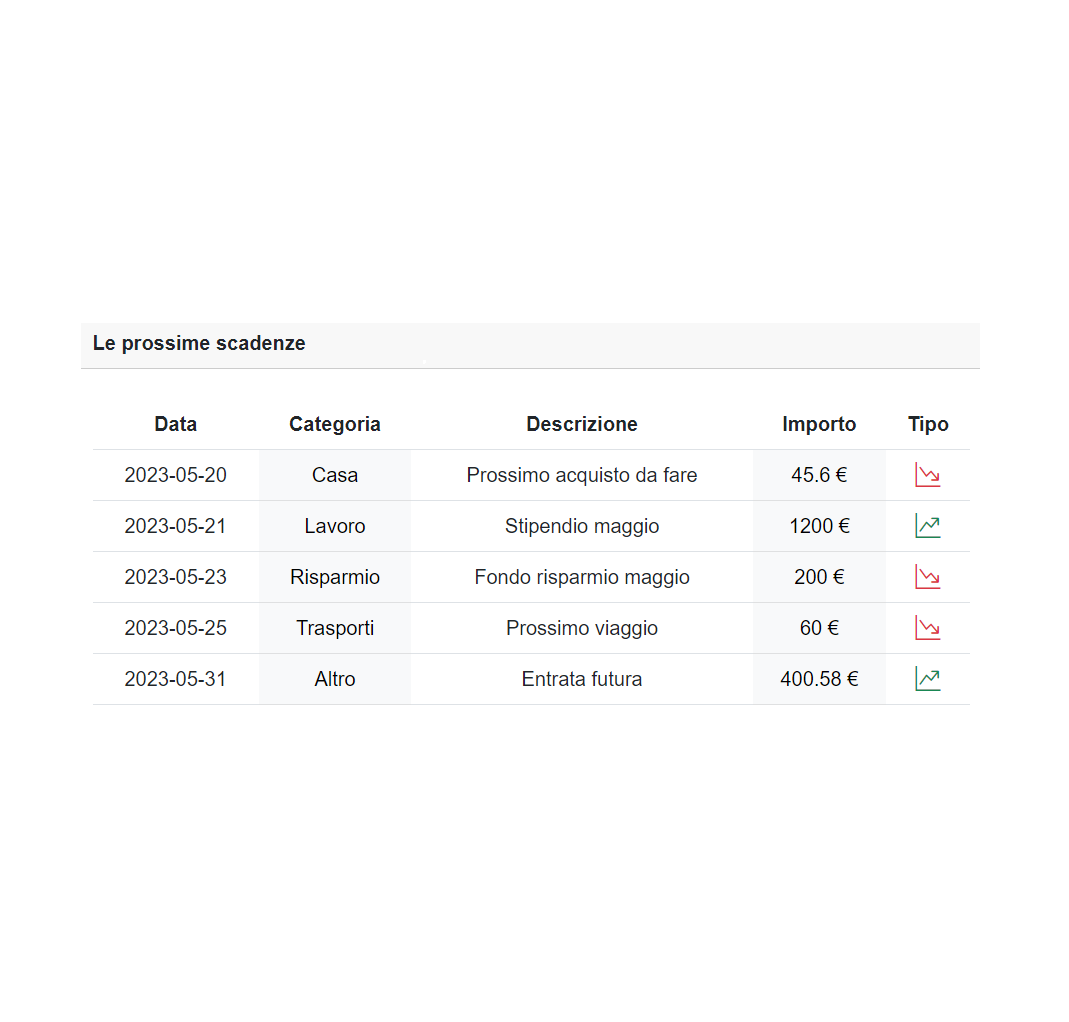 Le prossime scadenze
Data Categoria Descrizione Importo Tipo
2023-05-20 Casa Prossimo acquisto da fare 45.6 €
2023-05-21 Lavoro Stipendio maggio 1200 €
2023-05-23 Risparmio Fondo risparmio maggio 200 €
2023-05-25 Trasporti Prossimo viaggio 60 €
2023-05-31 Altro Entrata futura 400.58 €